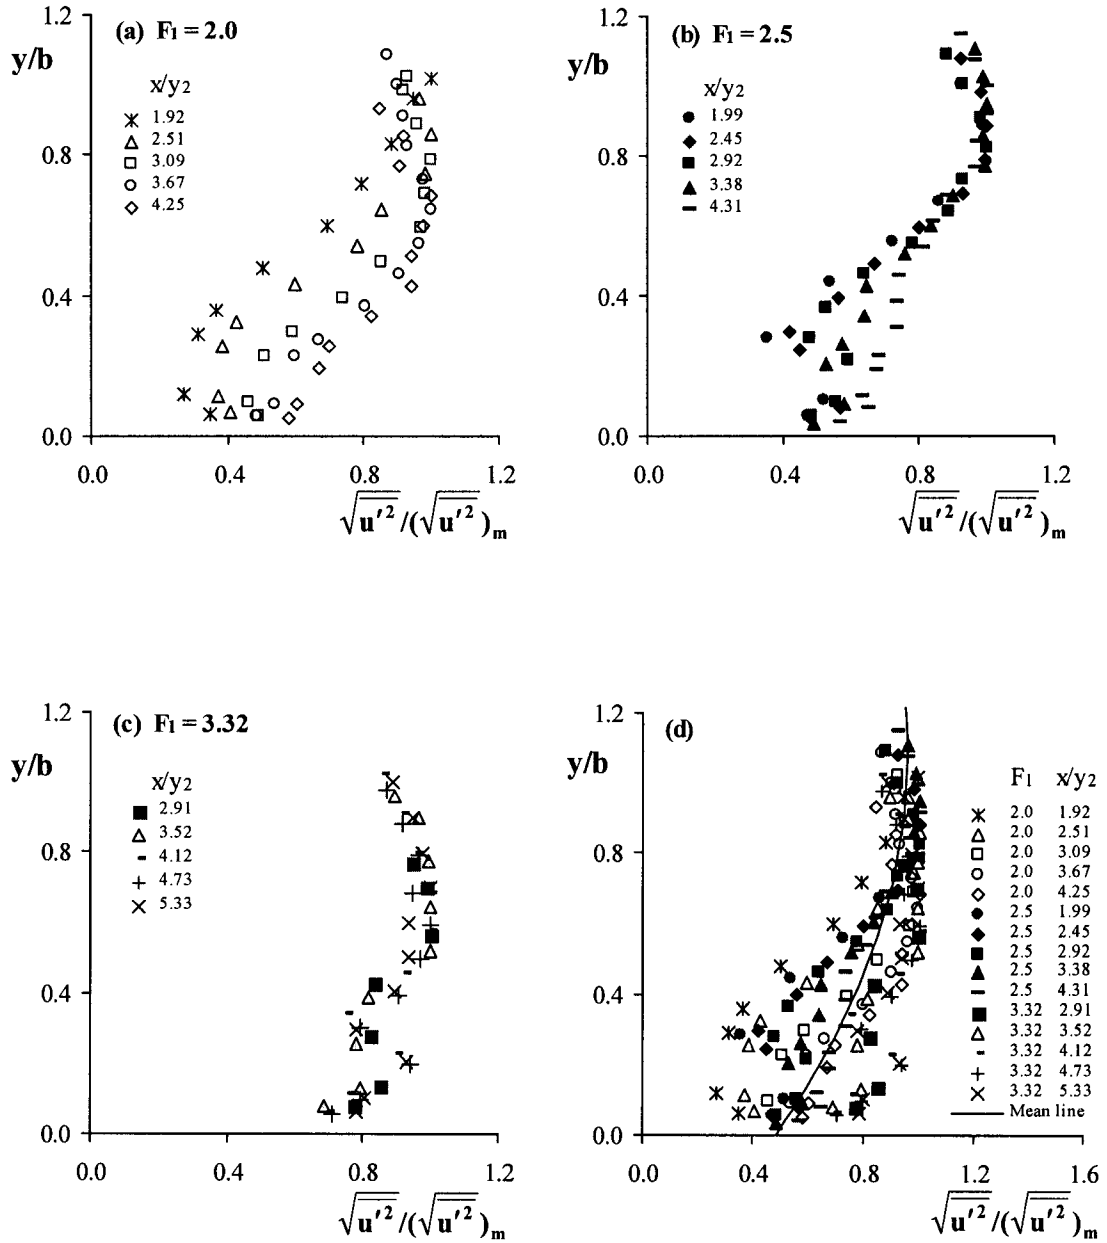 (a) F1 = 2.0
y/b
x/y2
1.92
2.51
3.09
3.67
4.25
1.2
0.8
0.4
0.0
0.0 0.4 0.8 1.2
√u′²/(√u′²)m
(b) F1 = 2.5
y/b
x/y2
1.99
2.45
2.92
3.38
4.31
1.2
0.8
0.4
0.0
0.0 0.4 0.8 1.2
√u′²/(√u′²)m
(c) F1 = 3.32
y/b
x/y2
2.91
3.52
4.12
4.73
5.33
1.2
0.8
0.4
0.0
0.0 0.4 0.8 1.2
√u′²/(√u′²)m
(d)
y/b
F1 x/y2
2.0 1.92
2.0 2.51
2.0 3.09
2.0 3.67
2.0 4.25
2.5 1.99
2.5 2.45
2.5 2.92
2.5 3.38
2.5 4.31
3.32 2.91
3.32 3.52
3.32 4.12
3.32 4.73
3.32 5.33
Mean line
1.2
0.8
0.4
0.0
0.0 0.4 0.8 1.2 1.6
√u′²/(√u′²)m